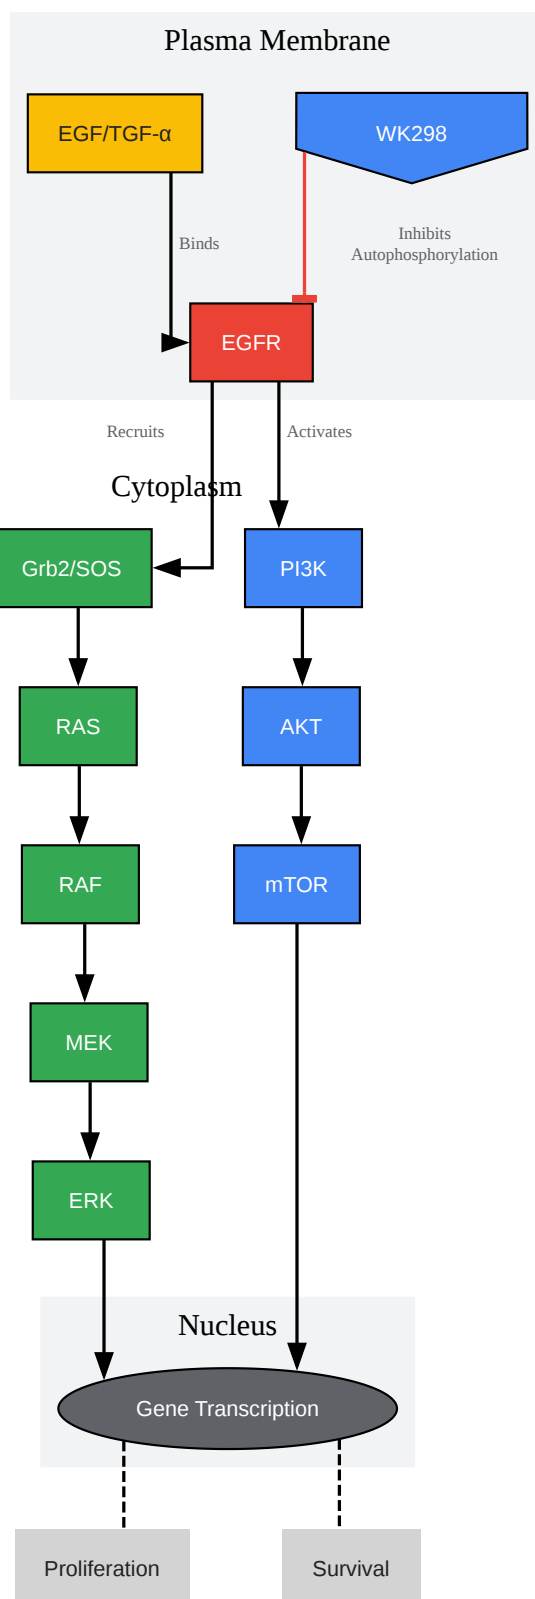 Plasma Membrane
EGF/TGF-α
WK298
Binds
Inhibits
Autophosphorylation
EGFR
Recruits
Activates
Cytoplasm
Grb2/SOS
PI3K
RAS
AKT
RAF
mTOR
MEK
ERK
Nucleus
Gene Transcription
Proliferation
Survival